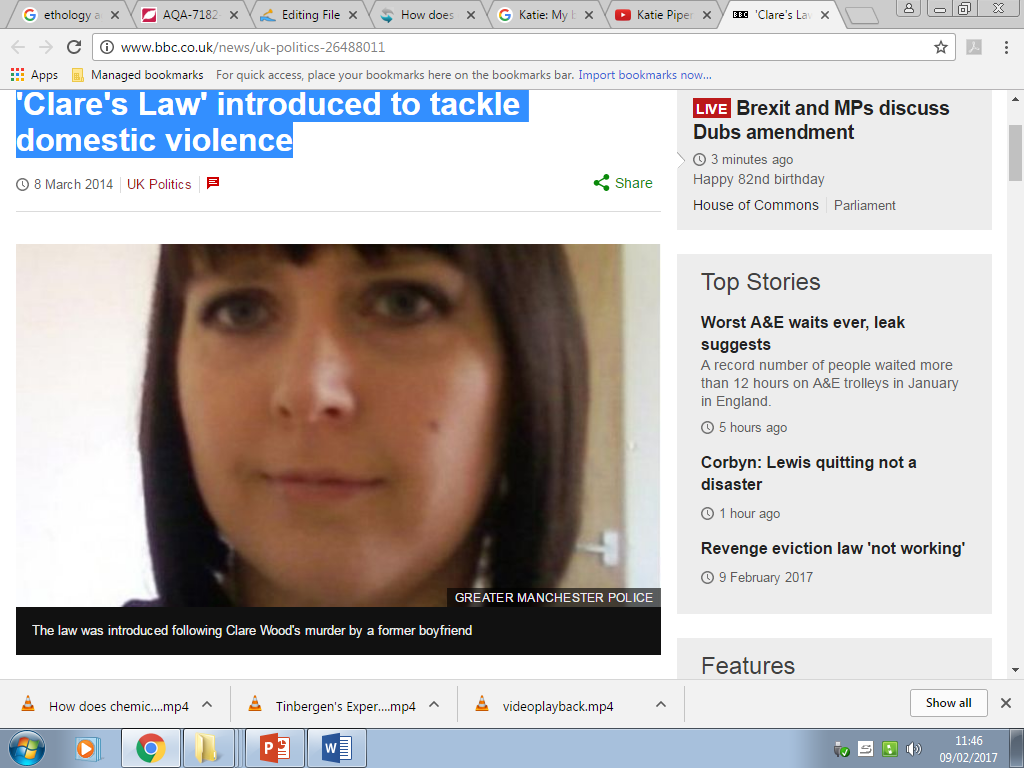 ethology a
AQA-7182-
Editing File
How does
Katie: My b
Katie Piper
BBC
'Clare's La
www.bbc.co.uk/news/uk-politics-26488011
Apps
Managed bookmarks
For quick access, place your bookmarks here on the bookmarks bar. Import bookmarks now...
'Clare's Law' introduced to tackle
domestic violence
8 March 2014
UK Politics
Share
GREATER MANCHESTER POLICE
The law was introduced following Clare Wood's murder by a former boyfriend
LIVE Brexit and MPs discuss
Dubs amendment
3 minutes ago
Happy 82nd birthday
House of Commons
Parliament
Top Stories
Worst A&E waits ever, leak
suggests
A record number of people waited more
than 12 hours on A&E trolleys in January
in England.
5 hours ago
Corbyn: Lewis quitting not a
disaster
1 hour ago
Revenge eviction law 'not working'
9 February 2017
Features
How does chemic....mp4
Tinbergen's Exper....mp4
videoplayback.mp4
Show all
11:46
09/02/2017